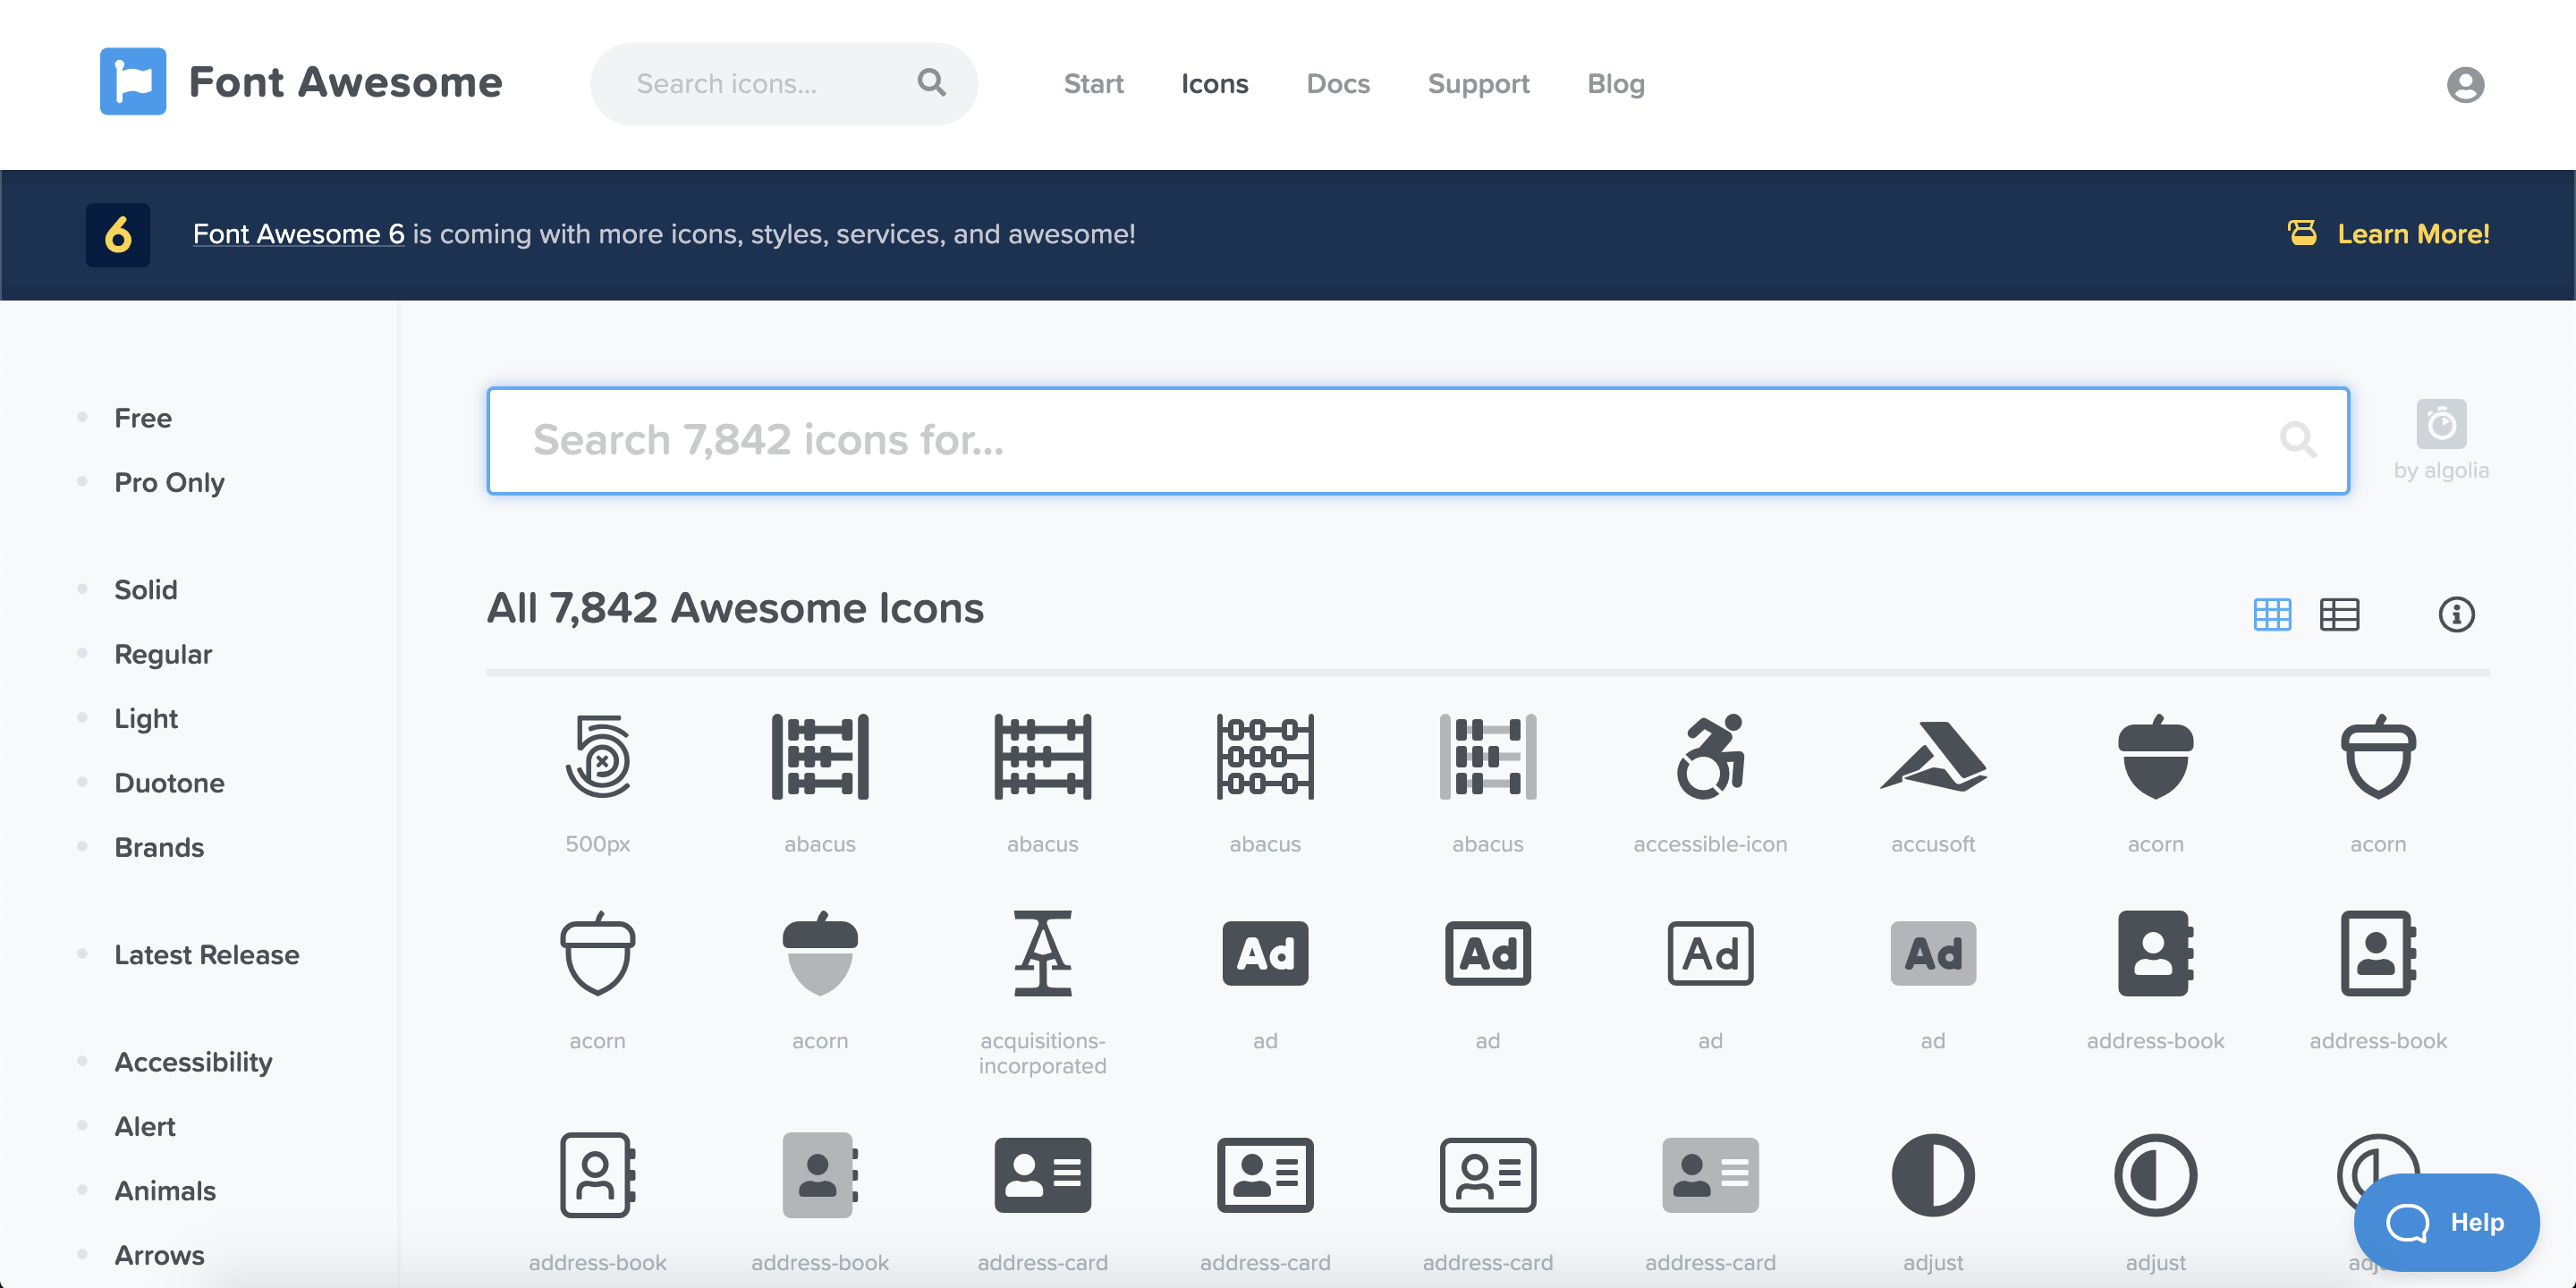 Font Awesome
Search icons...
Start
Icons
Docs
Support
Blog
6
Font Awesome 6 is coming with more icons, styles, services, and awesome!
Learn More!
Free
Pro Only
Solid
Regular
Light
Duotone
Brands
Latest Release
Accessibility
Alert
Animals
Arrows
Search 7,842 icons for...
by algolia
All 7,842 Awesome Icons
500px
abacus
abacus
abacus
abacus
accessible-icon
accusoft
acorn
acorn
Ad
Ad
Ad
Ad
acorn
acorn
acquisitions-
incorporated
ad
ad
ad
ad
address-book
address-book
address-book
address-book
address-card
address-card
address-card
address-card
adjust
adjust
Help